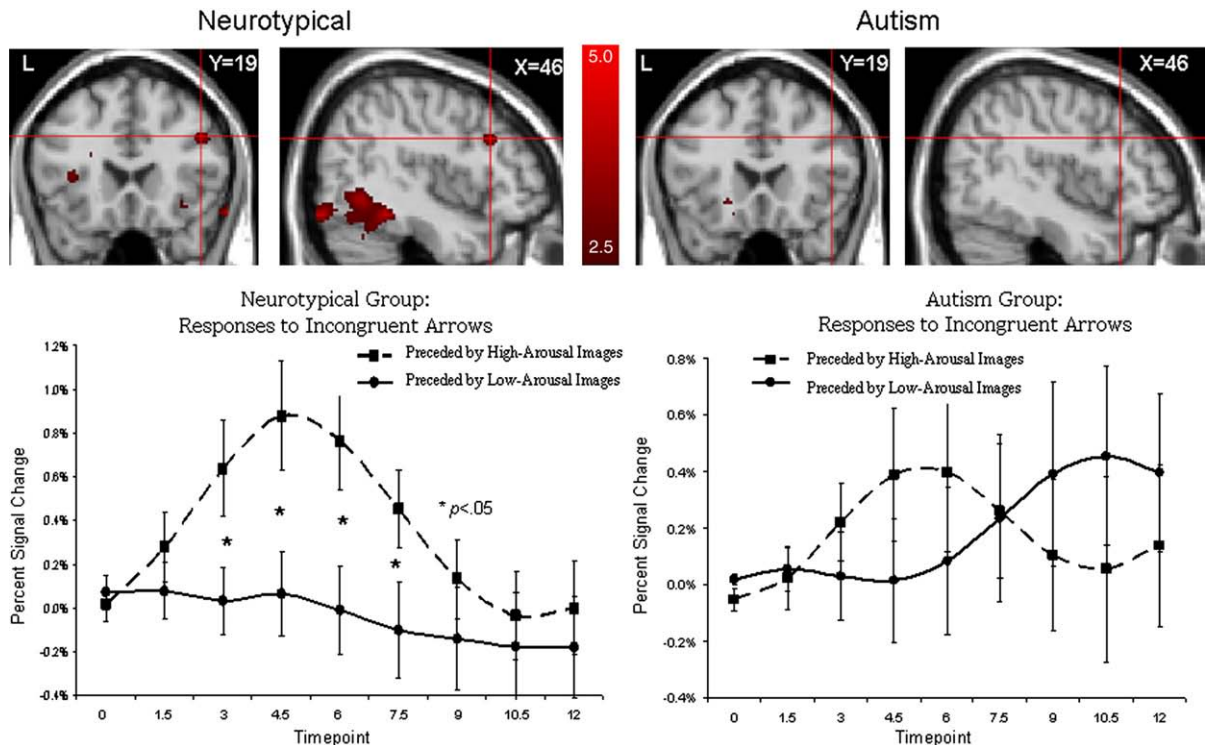 Neurotypical
Autism
L
Y=19
X=46
5.0
2.5
L
Y=19
X=46
Neurotypical Group:
Responses to Incongruent Arrows
Preceded by High-Arousal Images
Preceded by Low-Arousal Images
Percent Signal Change
1.2%
1.0%
0.8%
0.6%
0.4%
0.2%
0.0%
-0.2%
-0.4%
*
*
*
*
* p<.05
0 1.5 3 4.5 6 7.5 9 10.5 12
Timepoint
Autism Group:
Responses to Incongruent Arrows
Preceded by High-Arousal Images
Preceded by Low-Arousal Images
Percent Signal Change
0.8%
0.6%
0.4%
0.2%
0.0%
-0.2%
-0.4%
0 1.5 3 4.5 6 7.5 9 10.5 12
Timepoint